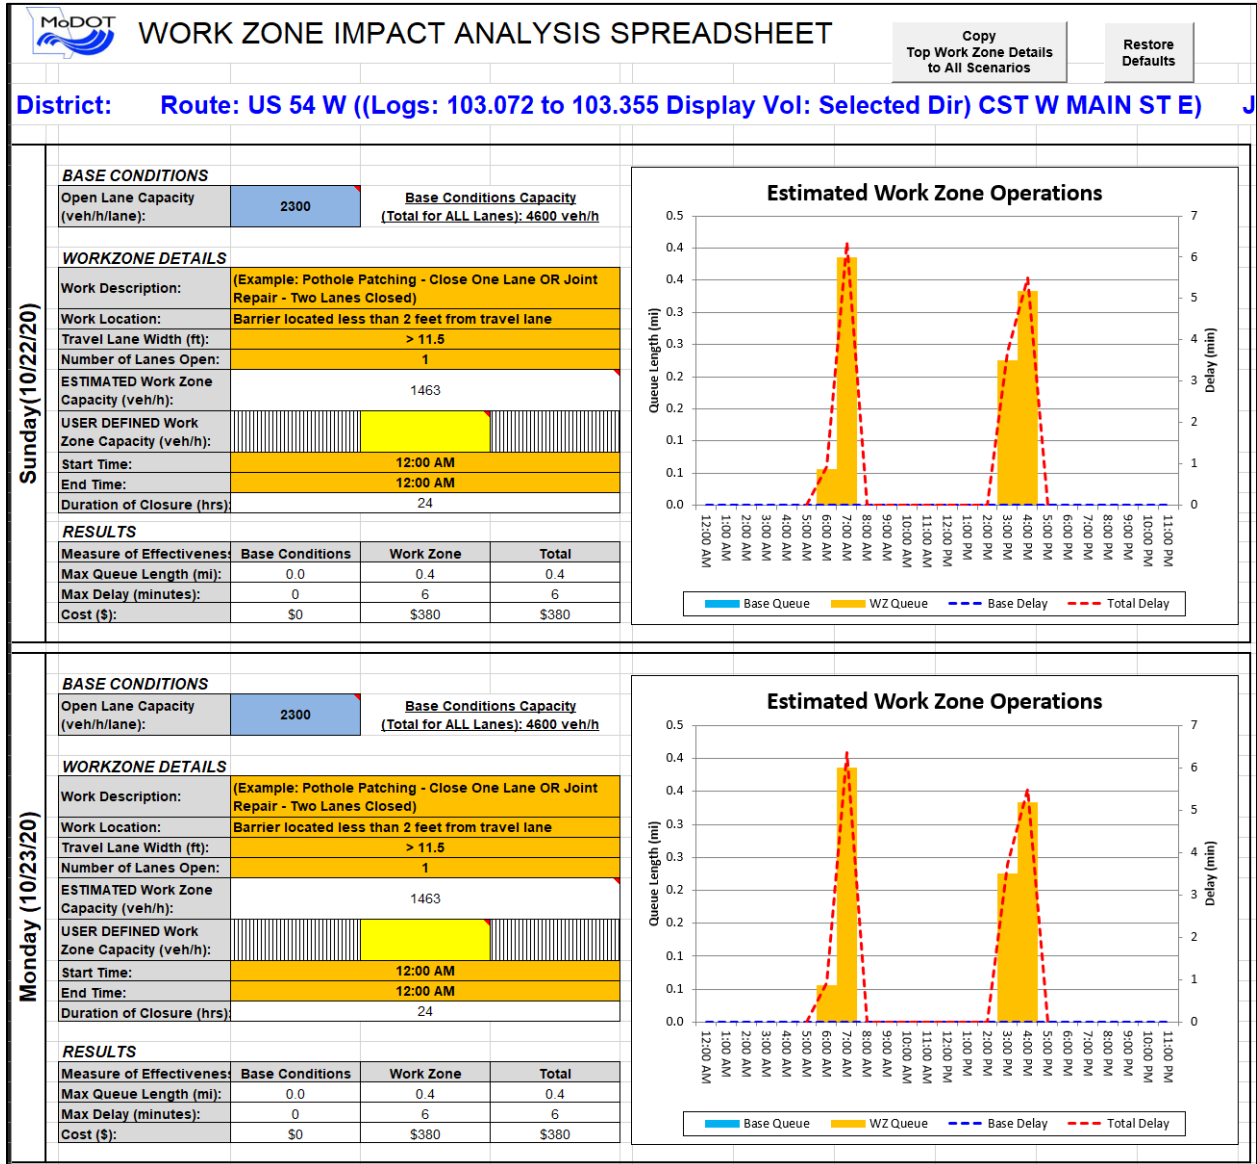 MoDOT
WORK ZONE IMPACT ANALYSIS SPREADSHEET
Copy
Top Work Zone Details
to All Scenarios
Restore
Defaults
District: Route: US 54 W ((Logs: 103.072 to 103.355 Display Vol: Selected Dir) CST W MAIN ST E) J
Sunday(10/22/20)
BASE CONDITIONS
Open Lane Capacity
(veh/h/lane):
2300
Base Conditions Capacity
(Total for ALL Lanes): 4600 veh/h
WORKZONE DETAILS
Work Description:
(Example: Pothole Patching - Close One Lane OR Joint
Repair - Two Lanes Closed)
Work Location: Barrier located less than 2 feet from travel lane
Travel Lane Width (ft): > 11.5
Number of Lanes Open: 1
ESTIMATED Work Zone
Capacity (veh/h):
1463
USER DEFINED Work
Zone Capacity (veh/h):
Start Time: 12:00 AM
End Time: 12:00 AM
Duration of Closure (hrs): 24
RESULTS
Measure of Effectiveness Base Conditions Work Zone Total
Max Queue Length (mi): 0.0 0.4 0.4
Max Delay (minutes): 0 6 6
Cost ($): $0 $380 $380
Estimated Work Zone Operations
Queue Length (mi)
0.5
0.4
0.4
0.3
0.3
0.2
0.2
0.1
0.1
0.0
7
6
5
4
3
2
1
0
Delay (min)
12:00 AM 1:00 AM 2:00 AM 3:00 AM 4:00 AM 5:00 AM 6:00 AM 7:00 AM 8:00 AM 9:00 AM 10:00 AM 11:00 AM 12:00 PM 1:00 PM 2:00 PM 3:00 PM 4:00 PM 5:00 PM 6:00 PM 7:00 PM 8:00 PM 9:00 PM 10:00 PM 11:00 PM
Base Queue WZ Queue Base Delay Total Delay
Monday (10/23/20)
BASE CONDITIONS
Open Lane Capacity
(veh/h/lane):
2300
Base Conditions Capacity
(Total for ALL Lanes): 4600 veh/h
WORKZONE DETAILS
Work Description:
(Example: Pothole Patching - Close One Lane OR Joint
Repair - Two Lanes Closed)
Work Location: Barrier located less than 2 feet from travel lane
Travel Lane Width (ft): > 11.5
Number of Lanes Open: 1
ESTIMATED Work Zone
Capacity (veh/h):
1463
USER DEFINED Work
Zone Capacity (veh/h):
Start Time: 12:00 AM
End Time: 12:00 AM
Duration of Closure (hrs): 24
RESULTS
Measure of Effectiveness Base Conditions Work Zone Total
Max Queue Length (mi): 0.0 0.4 0.4
Max Delay (minutes): 0 6 6
Cost ($): $0 $380 $380
Estimated Work Zone Operations
Queue Length (mi)
0.5
0.4
0.4
0.3
0.3
0.2
0.2
0.1
0.1
0.0
7
6
5
4
3
2
1
0
Delay (min)
12:00 AM 1:00 AM 2:00 AM 3:00 AM 4:00 AM 5:00 AM 6:00 AM 7:00 AM 8:00 AM 9:00 AM 10:00 AM 11:00 AM 12:00 PM 1:00 PM 2:00 PM 3:00 PM 4:00 PM 5:00 PM 6:00 PM 7:00 PM 8:00 PM 9:00 PM 10:00 PM 11:00 PM
Base Queue WZ Queue Base Delay Total Delay